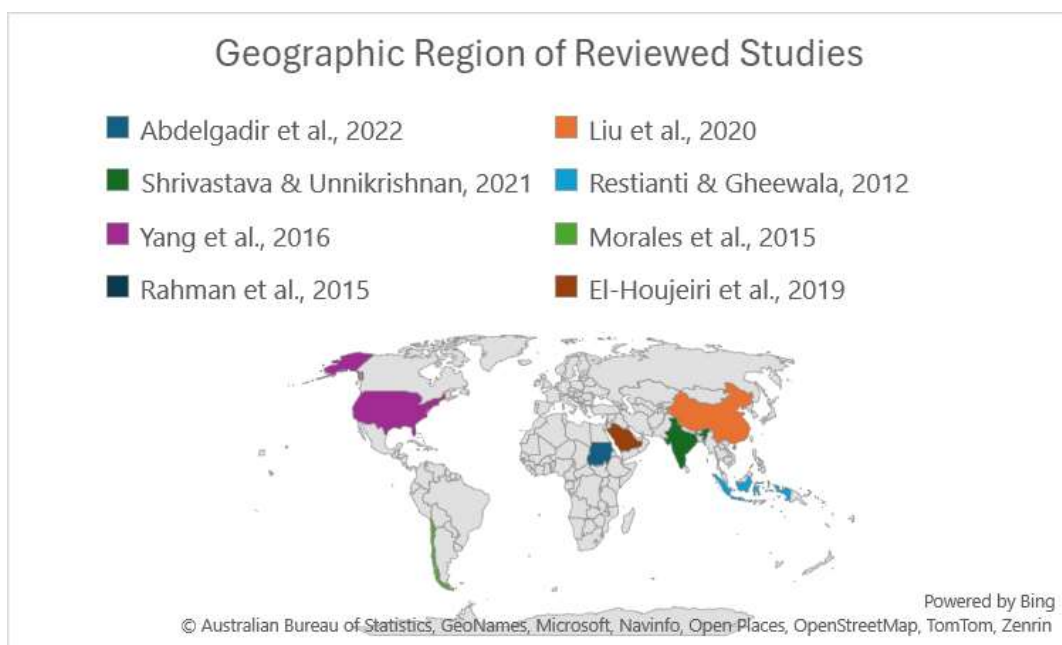 Geographic Region of Reviewed Studies
Abdelgadir et al., 2022
Liu et al., 2020
Shrivastava & Unnikrishnan, 2021
Restianti & Gheewala, 2012
Yang et al., 2016
Morales et al., 2015
Rahman et al., 2015
El-Houjeiri et al., 2019
Powered by Bing
© Australian Bureau of Statistics, GeoNames, Microsoft, Navinfo, Open Places, OpenStreetMap, TomTom, Zenrin